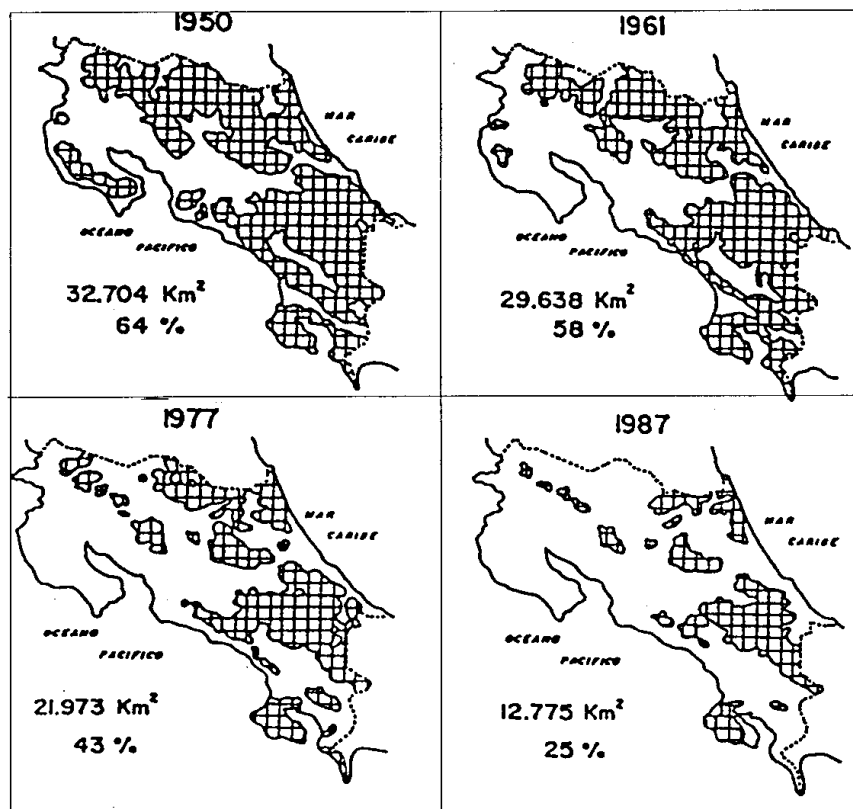 1950
MAR
CARIBE
OCEANO
PACIFICO
32.704 Km²
64 %
1961
MAR
CARIBE
OCEANO
PACIFICO
29.638 Km²
58 %
1977
MAR
CARIBE
OCEANO
PACIFICO
21.973 Km²
43 %
1987
MAR
CARIBE
OCEANO
PACIFICO
12.775 Km²
25 %